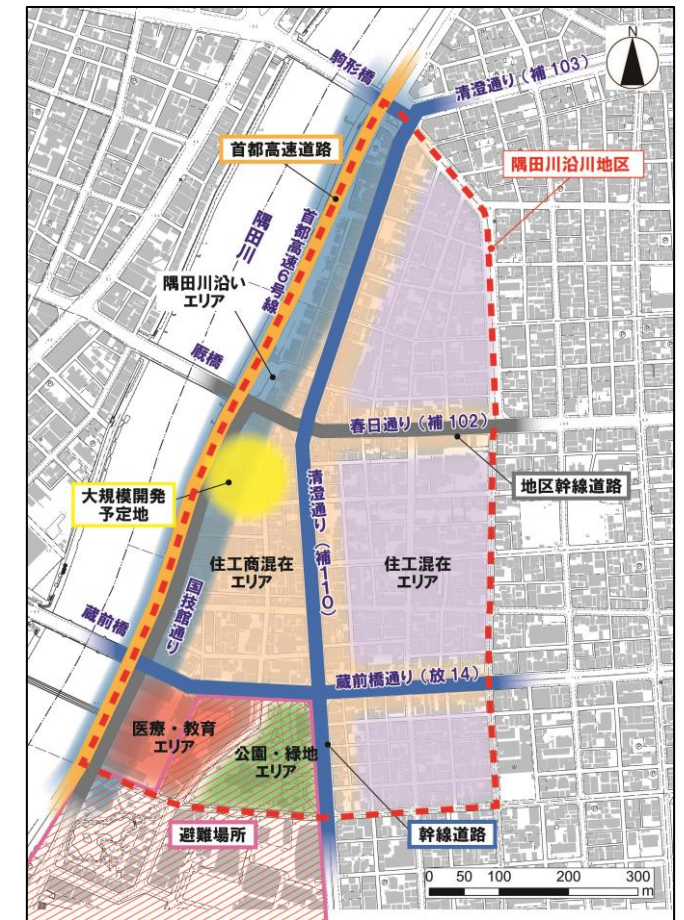 N
駒形橋
清澄通り（補103）
首都高速道路
隅田川沿川地区
隅田川
首都高速6号線
隅田川沿い
エリア
厩橋
春日通り（補102）
地区幹線道路
大規模開発
予定地
清澄通り（補110）
住工商混在
エリア
住工混在
エリア
国技館通り
蔵前橋
蔵前橋通り（放14）
医療・教育
エリア
公園・緑地
エリア
避難場所
幹線道路
0 50 100 200 300
m